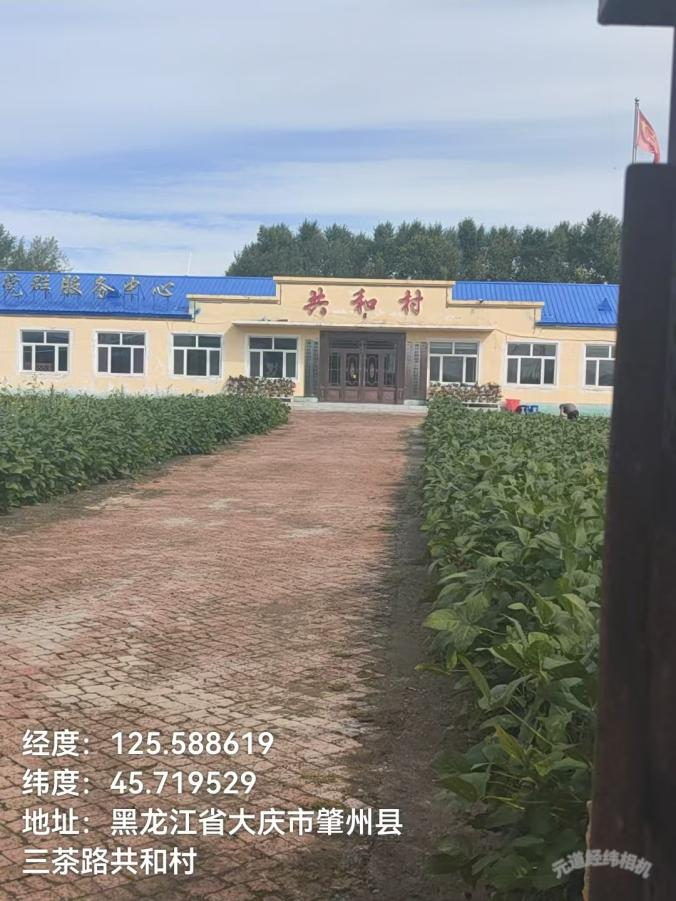 党群服务中心
共和村
经度：125.588619
纬度：45.719529
地址：黑龙江省大庆市肇州县
三茶路共和村
元道经纬相机